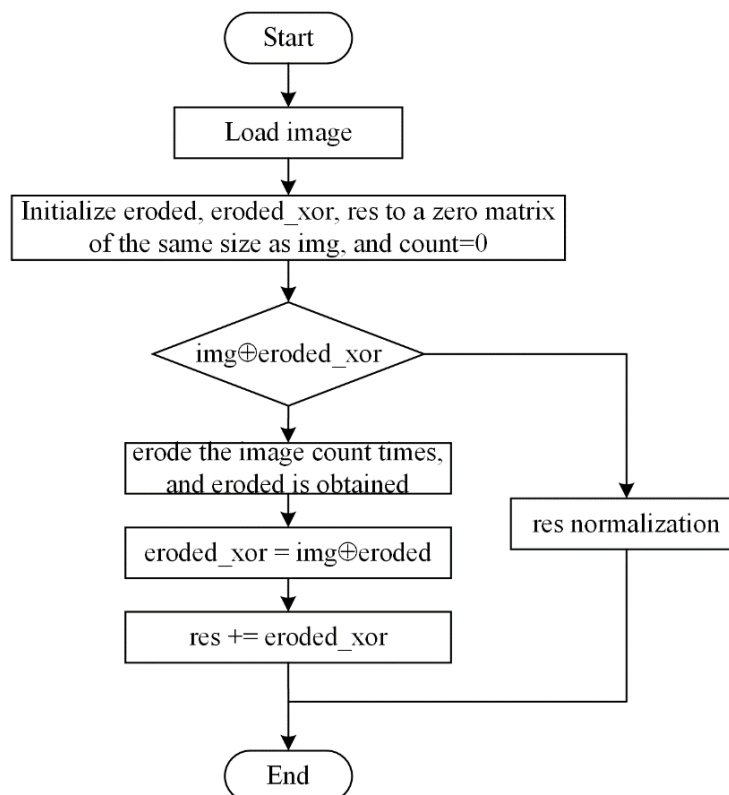 Start
Load image
Initialize eroded, eroded_xor, res to a zero matrix
of the same size as img, and count=0
img⊕eroded_xor
erode the image count times,
and eroded is obtained
res normalization
eroded_xor = img⊕eroded
res += eroded_xor
End